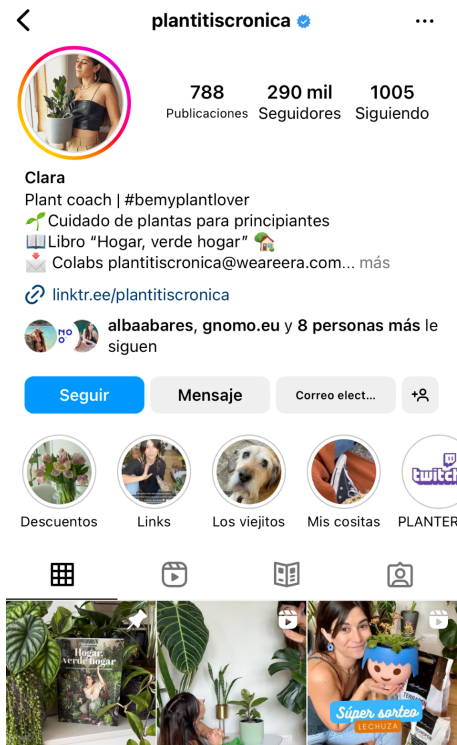 plantitiscronica
788
290 mil
1005
Publicaciones
Seguidores
Siguiendo
Clara
Plant coach | #bemyplantlover
🌱Cuidado de plantas para principiantes
📖Libro “Hogar, verde hogar” 🏡
📩 Colabs plantitiscronica@weareera.com... más
linktr.ee/plantitiscronica
albaabares, gnomo.eu y 8 personas más le
siguen
Seguir
Mensaje
Correo elect...
Descuentos
Links
Los viejitos
Mis cositas
PLANTER
twitch
Hogar,
verde hogar
Súper sorteo
LECHUZA